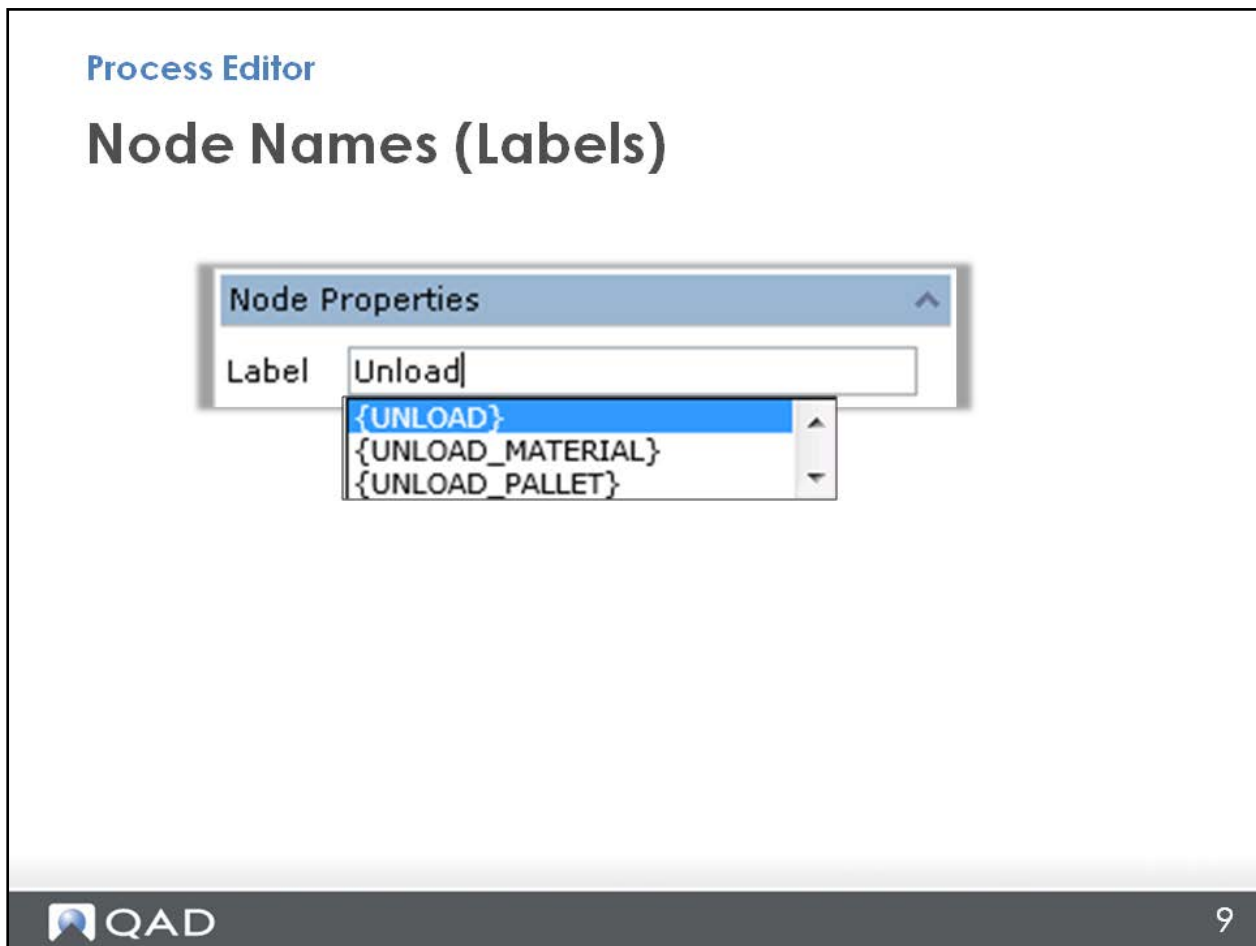 Process Editor
Node Names (Labels)
Node Properties
Label Unload
{UNLOAD}
{UNLOAD_MATERIAL}
{UNLOAD_PALLET}
QAD 9